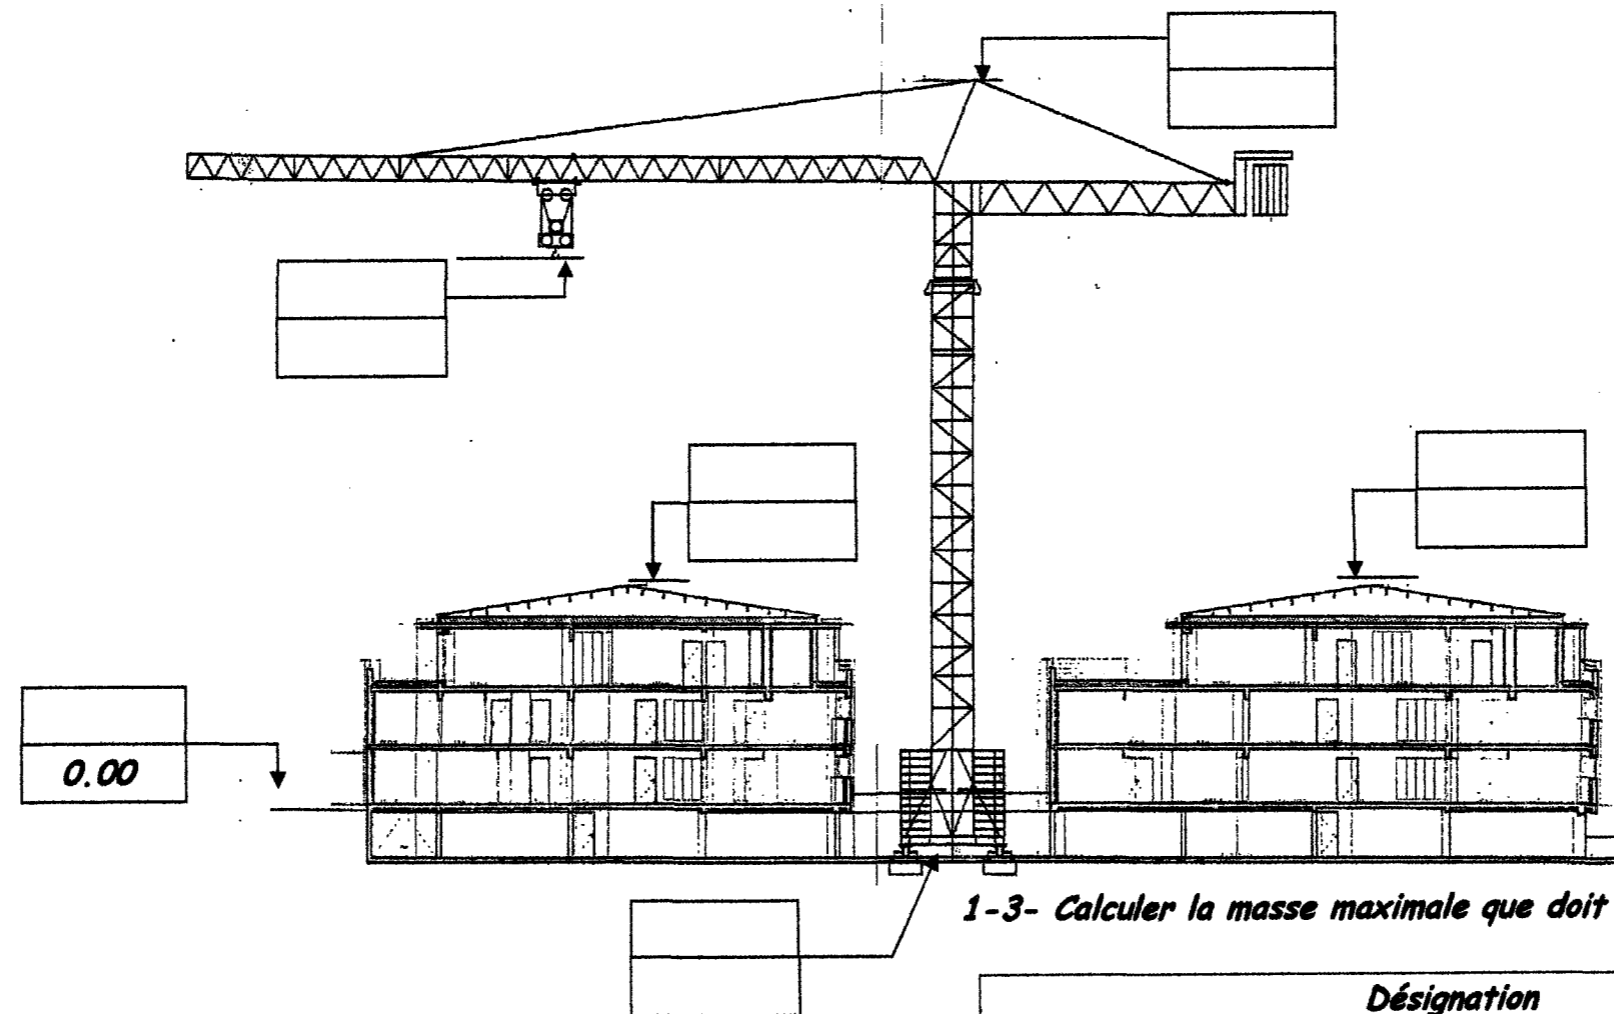 0.00
1-3- Calculer la masse maximale que doit
Désignation